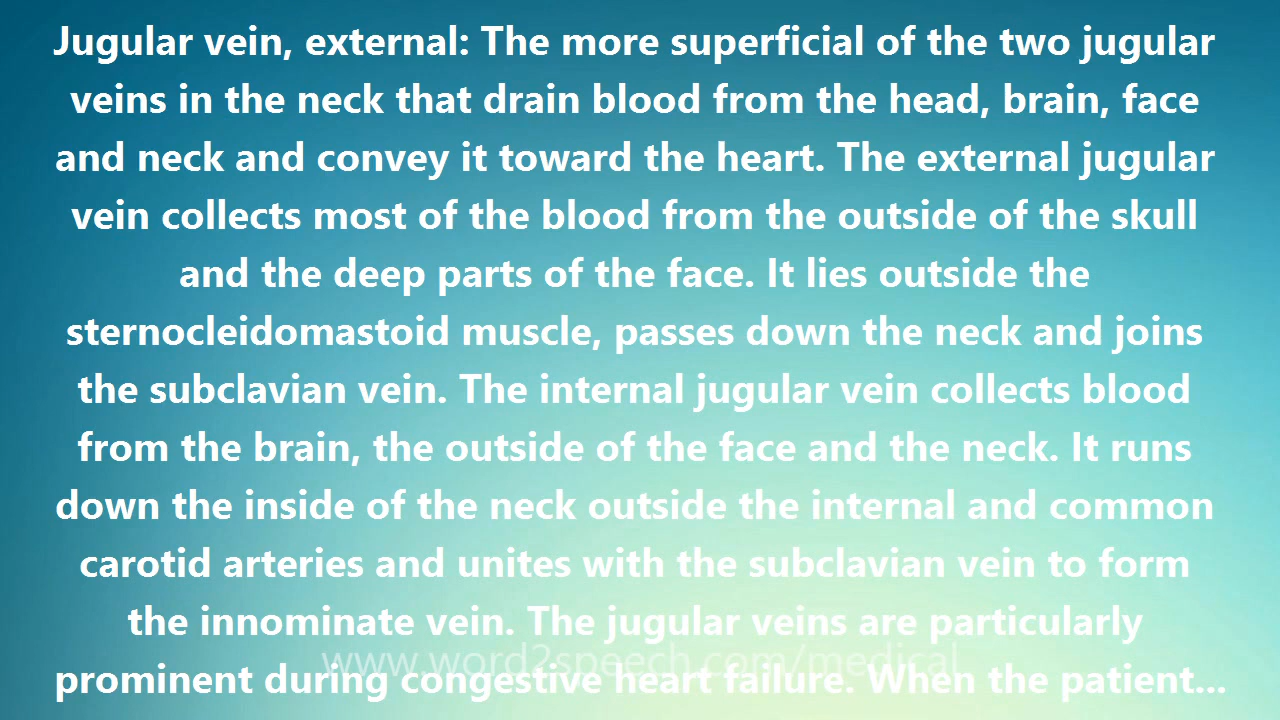 Jugular vein, external: The more superficial of the two jugular
veins in the neck that drain blood from the head, brain, face
and neck and convey it toward the heart. The external jugular
vein collects most of the blood from the outside of the skull
and the deep parts of the face. It lies outside the
sternocleidomastoid muscle, passes down the neck and joins
the subclavian vein. The internal jugular vein collects blood
from the brain, the outside of the face and the neck. It runs
down the inside of the neck outside the internal and common
carotid arteries and unites with the subclavian vein to form
the innominate vein. The jugular veins are particularly
www.word2speech.com/medical
prominent during congestive heart failure. When the patient...